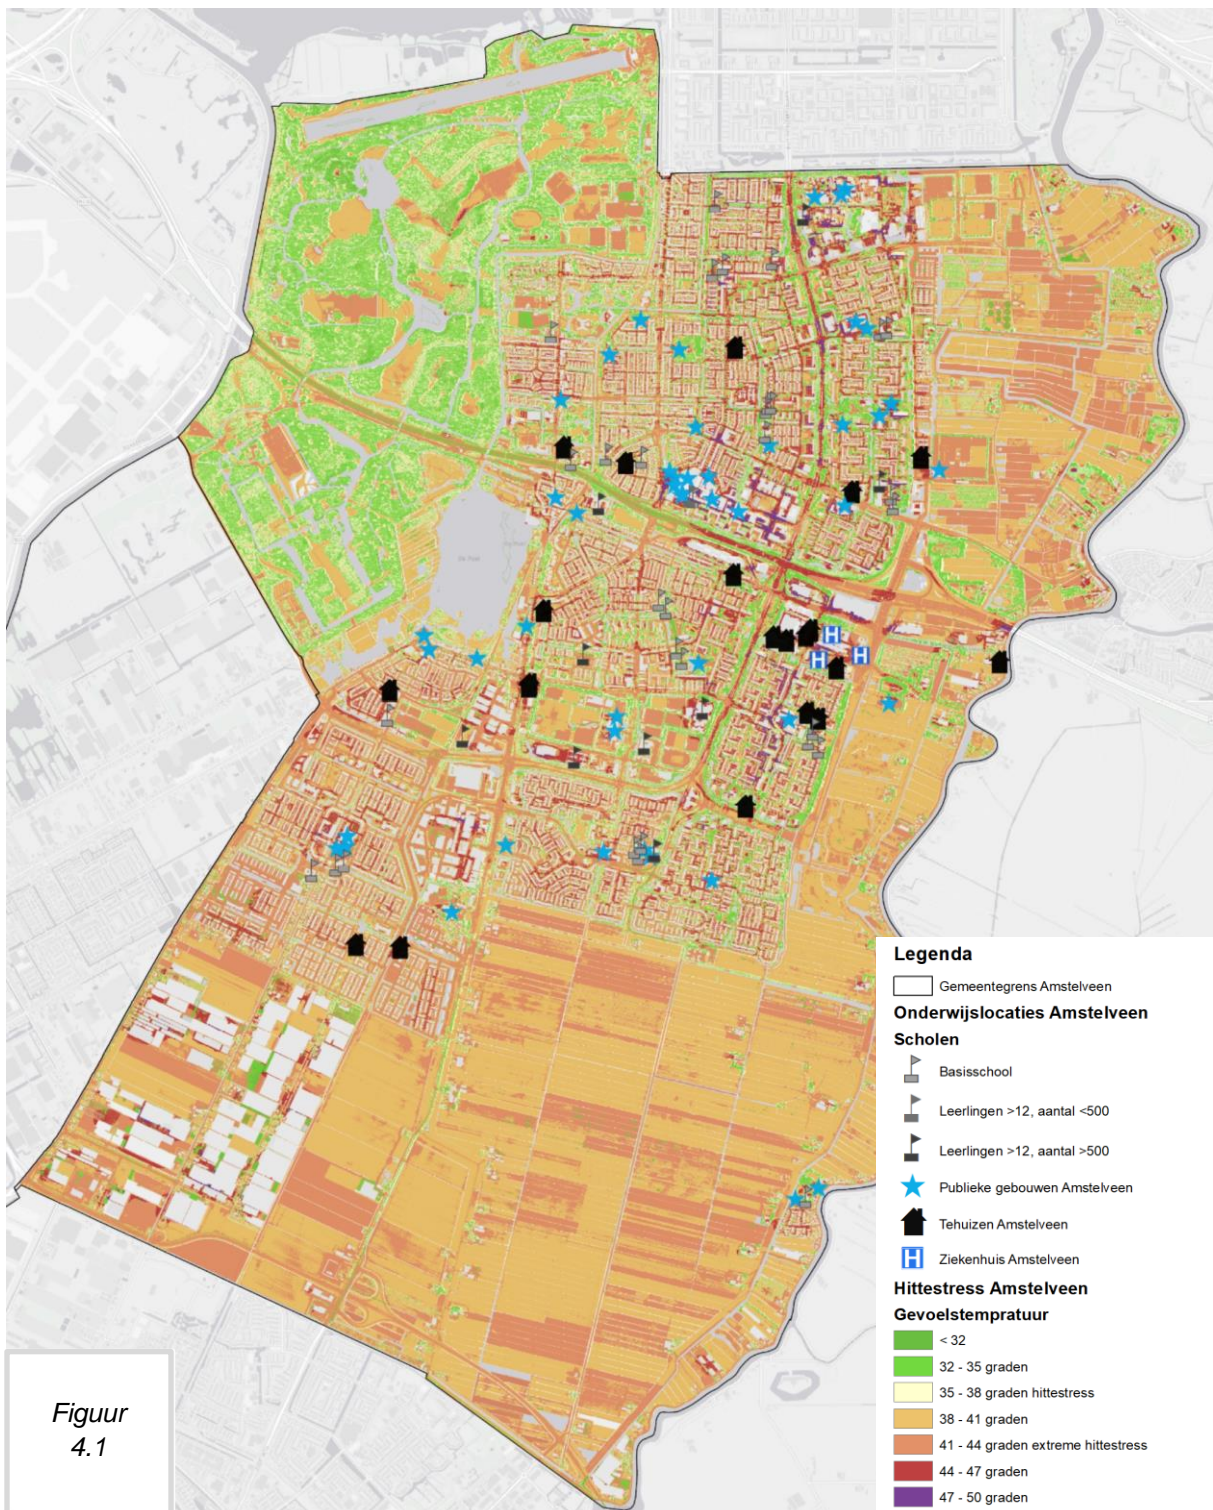 Legenda
Gemeentegrens Amstelveen
Onderwijslocaties Amstelveen
Scholen
Basisschool
Leerlingen >12, aantal <500
Leerlingen >12, aantal >500
Publieke gebouwen Amstelveen
Tehuizen Amstelveen
H Ziekenhuis Amstelveen
Hittestress Amstelveen
Gevoelstempratuur
< 32
32 - 35 graden
35 - 38 graden hittestress
38 - 41 graden
41 - 44 graden extreme hittestress
44 - 47 graden
47 - 50 graden
Figuur
4.1